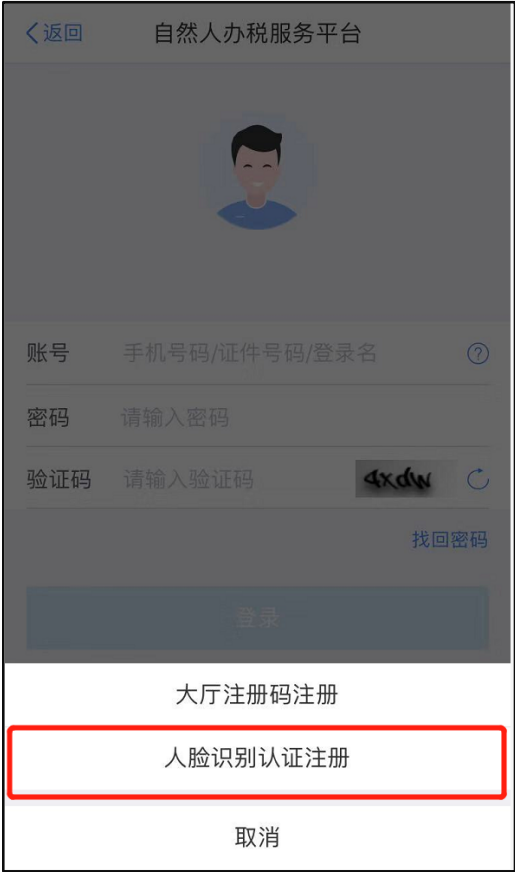 返回 自然人办税服务平台
账号 手机号码/证件号码/登录名 ?
密码 请输入密码
验证码 请输入验证码 4xdw
找回密码
登录
大厅注册码注册
人脸识别认证注册
取消